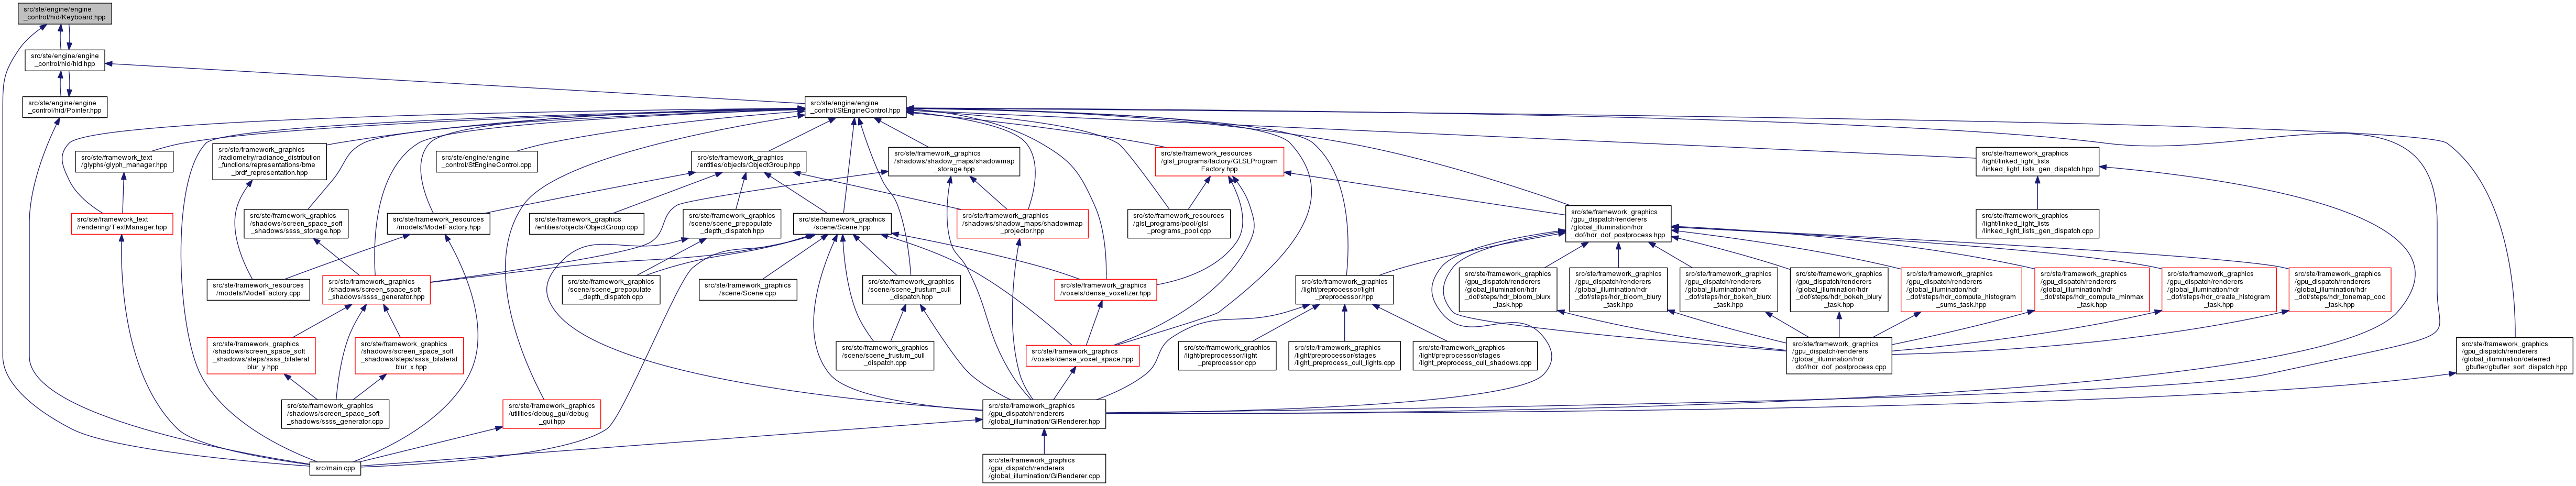 src/ste/engine/engine
_control/hid/Keyboard.hpp
src/ste/engine/engine
_control/hid/hid.hpp
src/ste/engine/engine
_control/hid/Pointer.hpp
src/ste/engine/engine
_control/StEngineControl.hpp
src/ste/framework_text
/glyphs/glyph_manager.hpp
src/ste/framework_graphics
/radiometry/radiance_distribution
_functions/representations/bme
_brdf_representation.hpp
src/ste/engine/engine
_control/StEngineControl.cpp
src/ste/framework_graphics
/entities/objects/ObjectGroup.hpp
src/ste/framework_graphics
/shadows/shadow_maps/shadowmap
_storage.hpp
src/ste/framework_resources
/glsl_programs/factory/GLSLProgram
Factory.hpp
src/ste/framework_graphics
/light/linked_light_lists
/linked_light_lists_gen_dispatch.hpp
src/ste/framework_text
/rendering/TextManager.hpp
src/ste/framework_graphics
/shadows/screen_space_soft
_shadows/ssss_storage.hpp
src/ste/framework_resources
/models/ModelFactory.hpp
src/ste/framework_graphics
/entities/objects/ObjectGroup.cpp
src/ste/framework_graphics
/scene/scene_prepopulate
_depth_dispatch.hpp
src/ste/framework_graphics
/scene/Scene.hpp
src/ste/framework_graphics
/shadows/shadow_maps/shadowmap
_projector.hpp
src/ste/framework_resources
/glsl_programs/pool/glsl
_programs_pool.cpp
src/ste/framework_graphics
/gpu_dispatch/renderers
/global_illumination/hdr
_dof/hdr_dof_postprocess.hpp
src/ste/framework_graphics
/light/linked_light_lists
/linked_light_lists_gen_dispatch.cpp
src/ste/framework_resources
/models/ModelFactory.cpp
src/ste/framework_graphics
/shadows/screen_space_soft
_shadows/ssss_generator.hpp
src/ste/framework_graphics
/scene/scene_prepopulate
_depth_dispatch.cpp
src/ste/framework_graphics
/scene/Scene.cpp
src/ste/framework_graphics
/scene/scene_frustum_cull
_dispatch.hpp
src/ste/framework_graphics
/voxels/dense_voxelizer.hpp
src/ste/framework_graphics
/light/preprocessor/light
_preprocessor.hpp
src/ste/framework_graphics
/gpu_dispatch/renderers
/global_illumination/hdr
_dof/steps/hdr_bloom_blurx
_task.hpp
src/ste/framework_graphics
/gpu_dispatch/renderers
/global_illumination/hdr
_dof/steps/hdr_bloom_blury
_task.hpp
src/ste/framework_graphics
/gpu_dispatch/renderers
/global_illumination/hdr
_dof/steps/hdr_bokeh_blurx
_task.hpp
src/ste/framework_graphics
/gpu_dispatch/renderers
/global_illumination/hdr
_dof/steps/hdr_bokeh_blury
_task.hpp
src/ste/framework_graphics
/gpu_dispatch/renderers
/global_illumination/hdr
_dof/steps/hdr_compute_histogram
_sums_task.hpp
src/ste/framework_graphics
/gpu_dispatch/renderers
/global_illumination/hdr
_dof/steps/hdr_compute_minmax
_task.hpp
src/ste/framework_graphics
/gpu_dispatch/renderers
/global_illumination/hdr
_dof/steps/hdr_create_histogram
_task.hpp
src/ste/framework_graphics
/gpu_dispatch/renderers
/global_illumination/hdr
_dof/steps/hdr_tonemap_coc
_task.hpp
src/ste/framework_graphics
/shadows/screen_space_soft
_shadows/steps/ssss_bilateral
_blur_y.hpp
src/ste/framework_graphics
/shadows/screen_space_soft
_shadows/steps/ssss_bilateral
_blur_x.hpp
src/ste/framework_graphics
/scene/scene_frustum_cull
_dispatch.cpp
src/ste/framework_graphics
/voxels/dense_voxel_space.hpp
src/ste/framework_graphics
/light/preprocessor/light
_preprocessor.cpp
src/ste/framework_graphics
/light/preprocessor/stages
/light_preprocess_cull_lights.cpp
src/ste/framework_graphics
/light/preprocessor/stages
/light_preprocess_cull_shadows.cpp
src/ste/framework_graphics
/gpu_dispatch/renderers
/global_illumination/hdr
_dof/hdr_dof_postprocess.cpp
src/ste/framework_graphics
/gpu_dispatch/renderers
/global_illumination/deferred
_gbuffer/gbuffer_sort_dispatch.hpp
src/ste/framework_graphics
/shadows/screen_space_soft
_shadows/ssss_generator.cpp
src/ste/framework_graphics
/utilities/debug_gui/debug
_gui.hpp
src/ste/framework_graphics
/gpu_dispatch/renderers
/global_illumination/GIRenderer.hpp
src/main.cpp
src/ste/framework_graphics
/gpu_dispatch/renderers
/global_illumination/GIRenderer.cpp